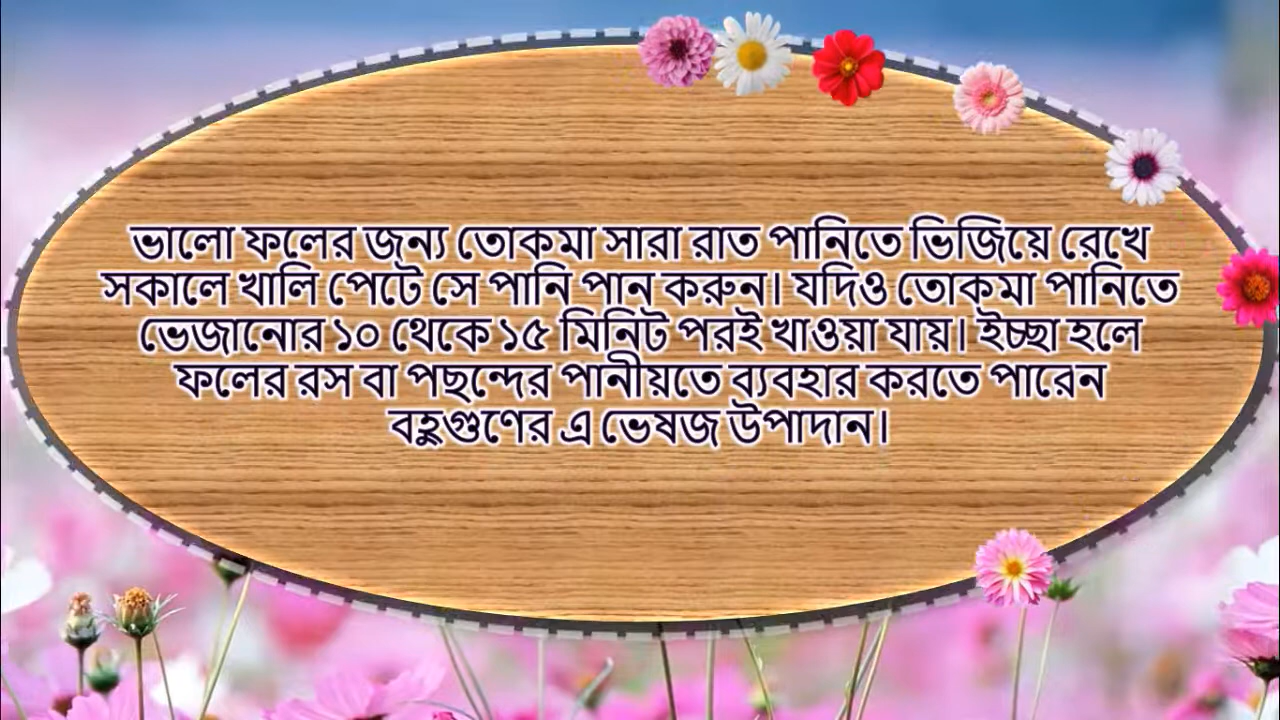 ভালো ফলের জন্য তোকমা সারা রাত পানিতে ভিজিয়ে রেখে
সকালে খালি পেটে সে পানি পান করুন। যদিও তোকমা পানিতে
ভেজানোর ১০ থেকে ১৫ মিনিট পরই খাওয়া যায়। ইচ্ছা হলে
ফলের রস বা পছন্দের পানীয়তে ব্যবহার করতে পারেন
বহুগুণের এ ভেষজ উপাদান।